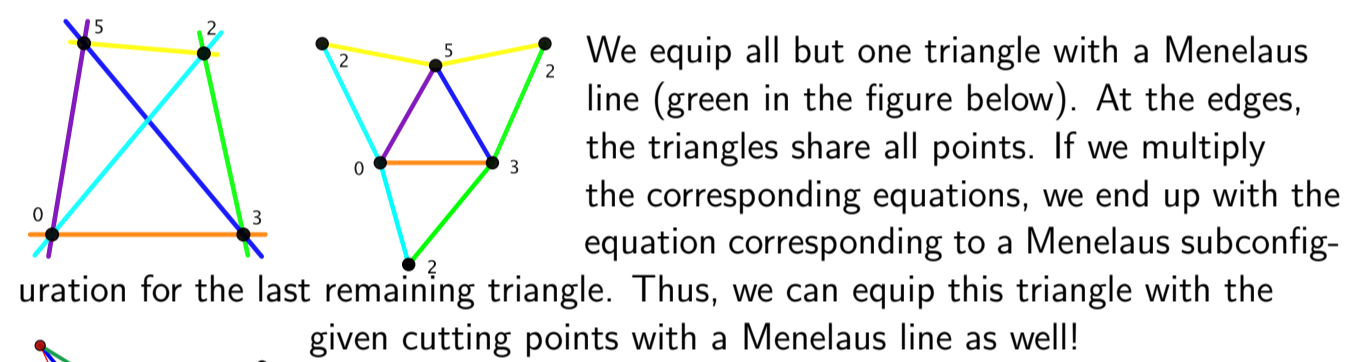 5
2
0
3
2
5
2
0
3
2
We equip all but one triangle with a Menelaus
line (green in the figure below). At the edges,
the triangles share all points. If we multiply
the corresponding equations, we end up with the
equation corresponding to a Menelaus subconfig-
uration for the last remaining triangle. Thus, we can equip this triangle with the
given cutting points with a Menelaus line as well!